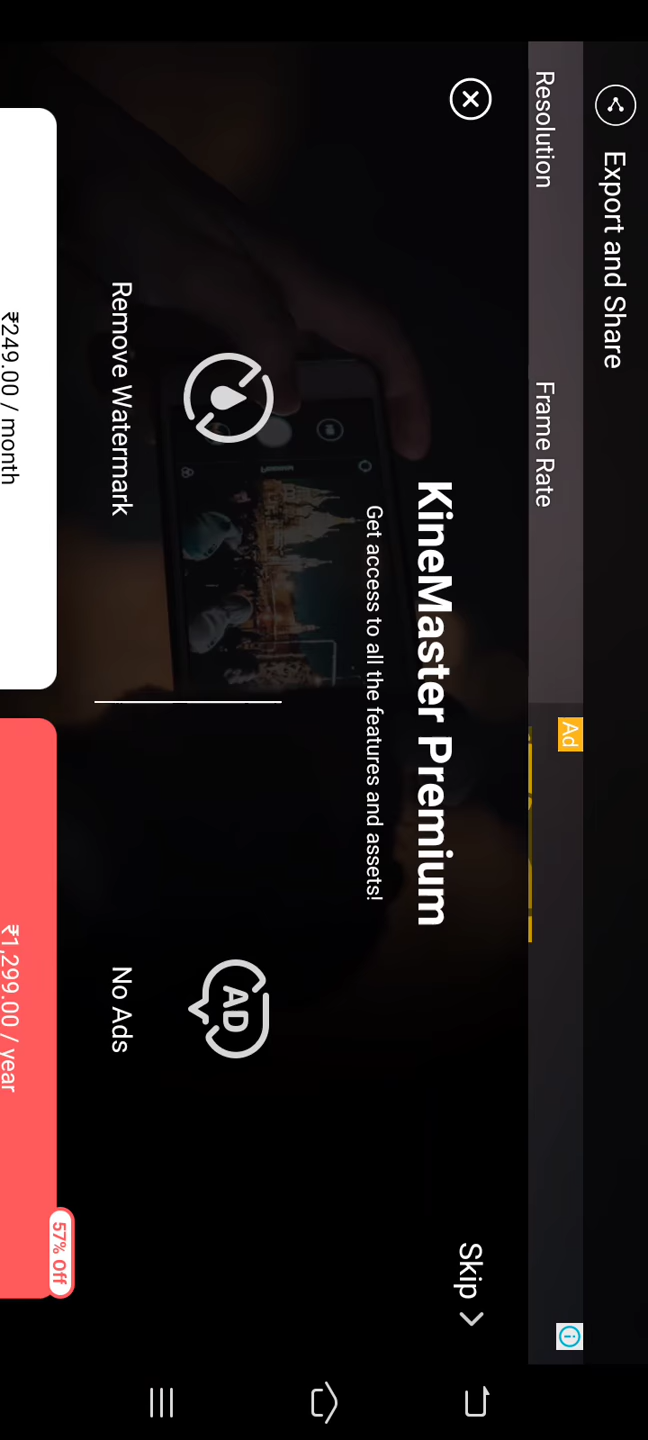 Export and Share
Resolution
Frame Rate
Ad
Skip
KineMaster Premium
Get access to all the features and assets!
AD
Remove Watermark
No Ads
57% Off
₹249.00 / month
₹1,299.00 / year